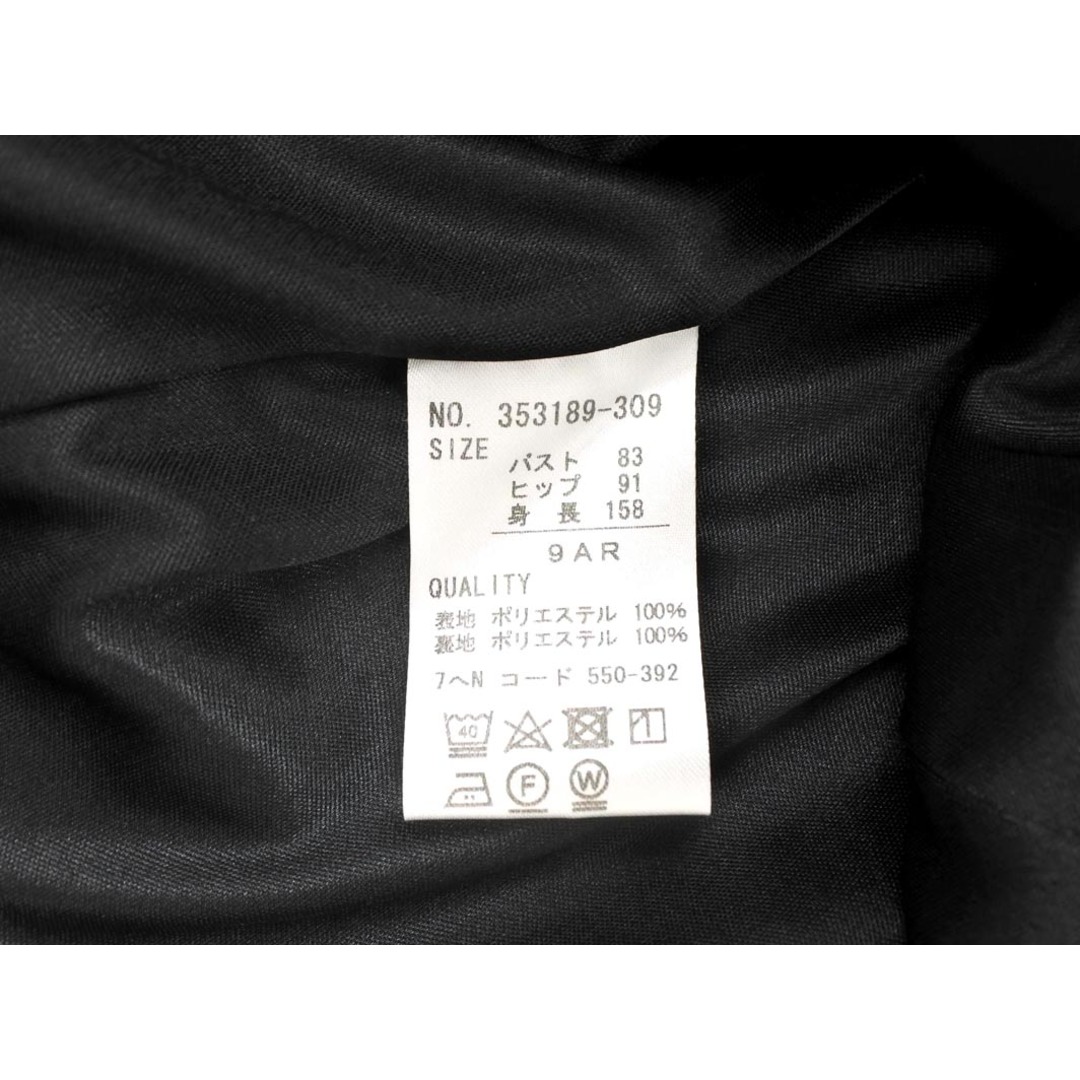 NO. 353189-309
SIZE
バスト 83
ヒップ 91
身長 158
9AR
QUALITY
表地 ポリエステル 100%
裏地 ポリエステル 100%
7ヘN コード 550-392
40
F W